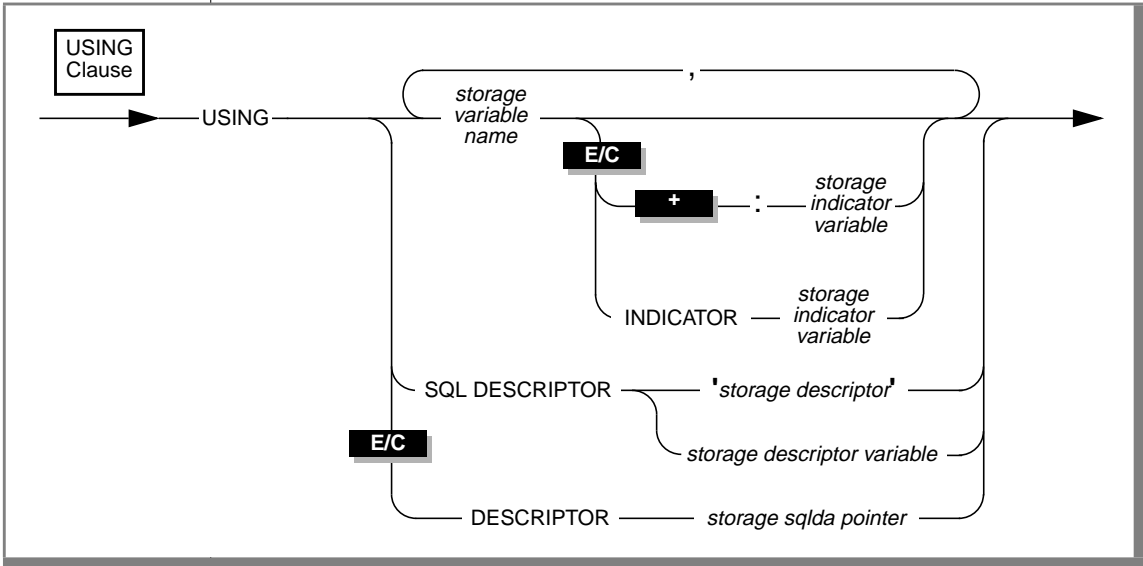 USING
Clause
,
USING
storage
variable
name
E/C
+
:
storage
indicator
variable
INDICATOR
storage
indicator
variable
SQL DESCRIPTOR
'storage descriptor'
storage descriptor variable
E/C
DESCRIPTOR
storage sqlda pointer